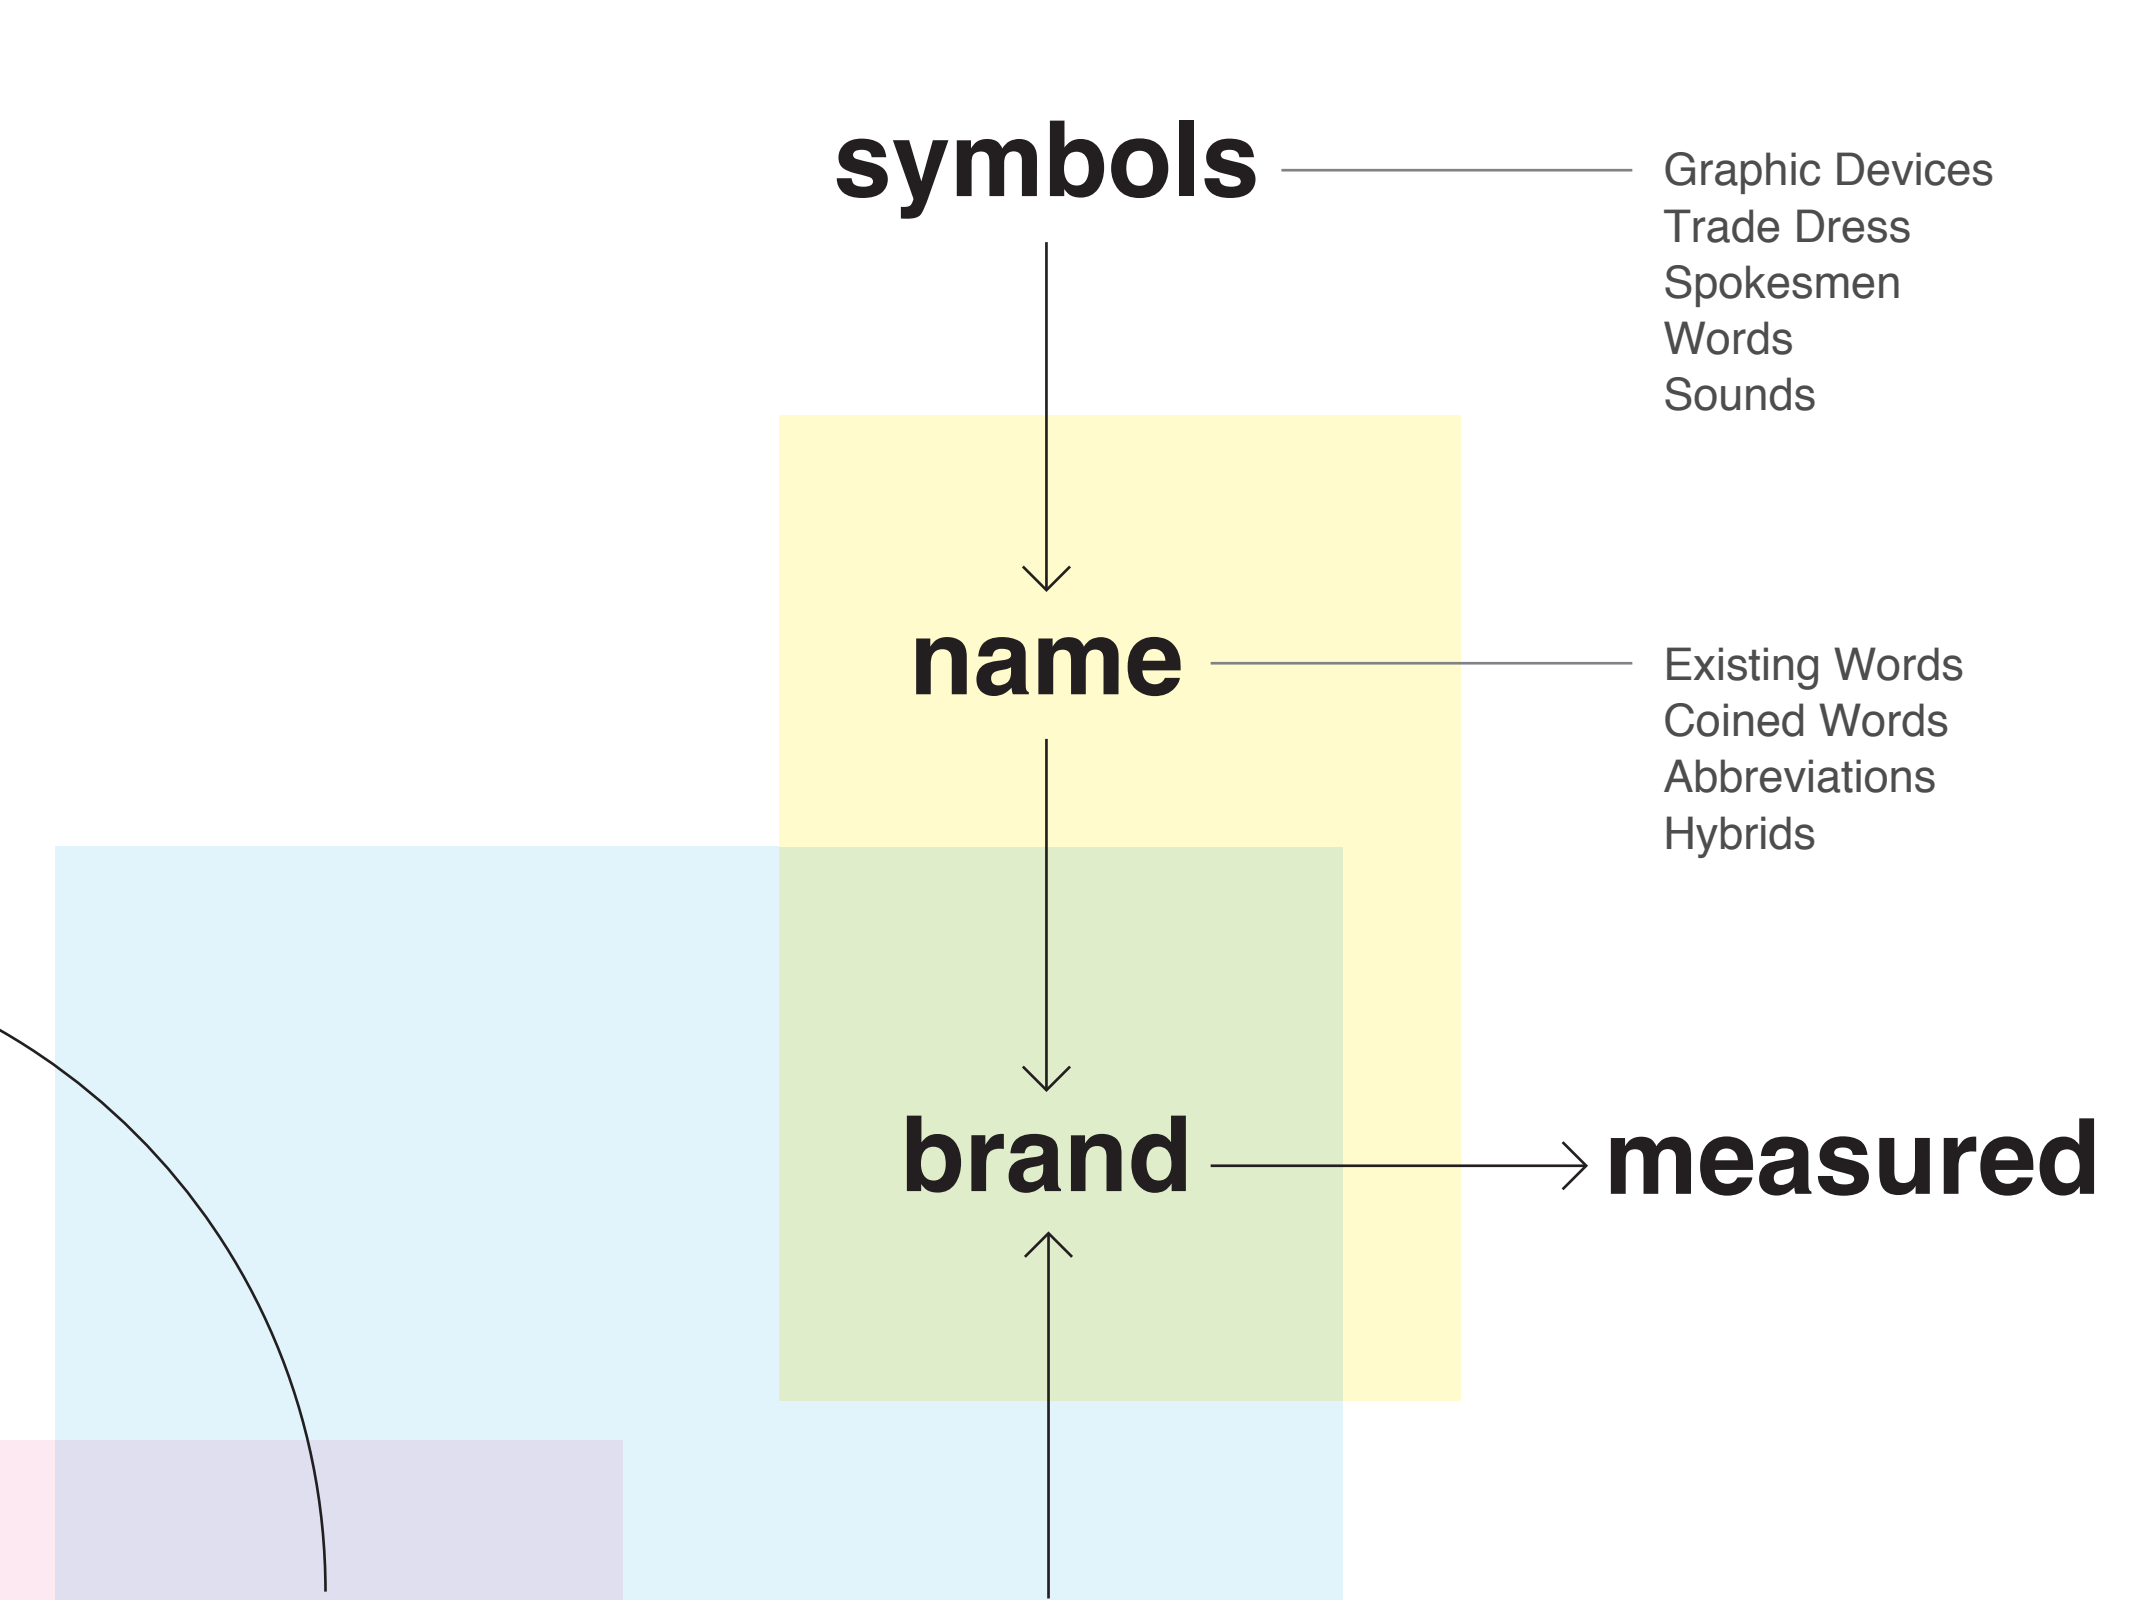 symbols
Graphic Devices
Trade Dress
Spokesmen
Words
Sounds
name
Existing Words
Coined Words
Abbreviations
Hybrids
brand
measured